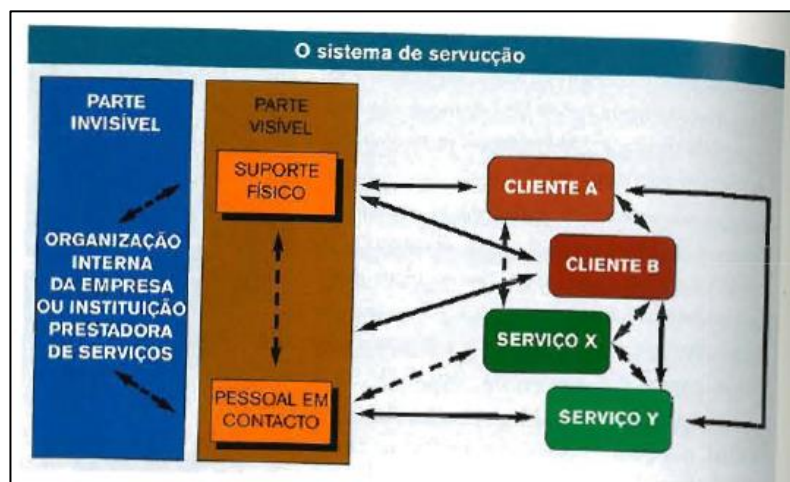 O sistema de servucção
PARTE
INVISÍVEL
ORGANIZAÇÃO
INTERNA
DA EMPRESA
OU INSTITUIÇÃO
PRESTADORA
DE SERVIÇOS
PARTE
VISÍVEL
SUPORTE
FÍSICO
PESSOAL EM
CONTACTO
CLIENTE A
CLIENTE B
SERVIÇO X
SERVIÇO Y